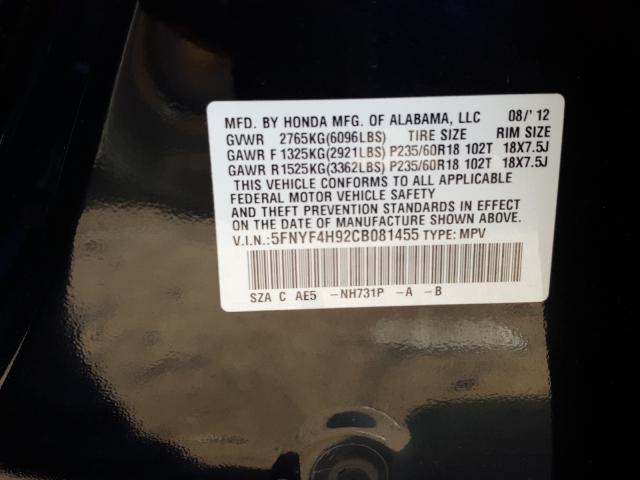 MFD. BY HONDA MFG. OF ALABAMA, LLC 08/'12
GVWR 2765KG(6096LBS) TIRE SIZE RIM SIZE
GAWR F 1325KG(2921LBS) P235/60R18 102T 18X7.5J
GAWR R 1525KG(3362LBS) P235/60R18 102T 18X7.5J
THIS VEHICLE CONFORMS TO ALL APPLICABLE
FEDERAL MOTOR VEHICLE SAFETY
AND THEFT PREVENTION STANDARDS IN EFFECT
ON THE DATE OF MANUFACTURE SHOWN ABOVE.
V.I.N.:5FNYF4H92CB081455 TYPE: MPV
SZA C AE5 -NH731P -A -B